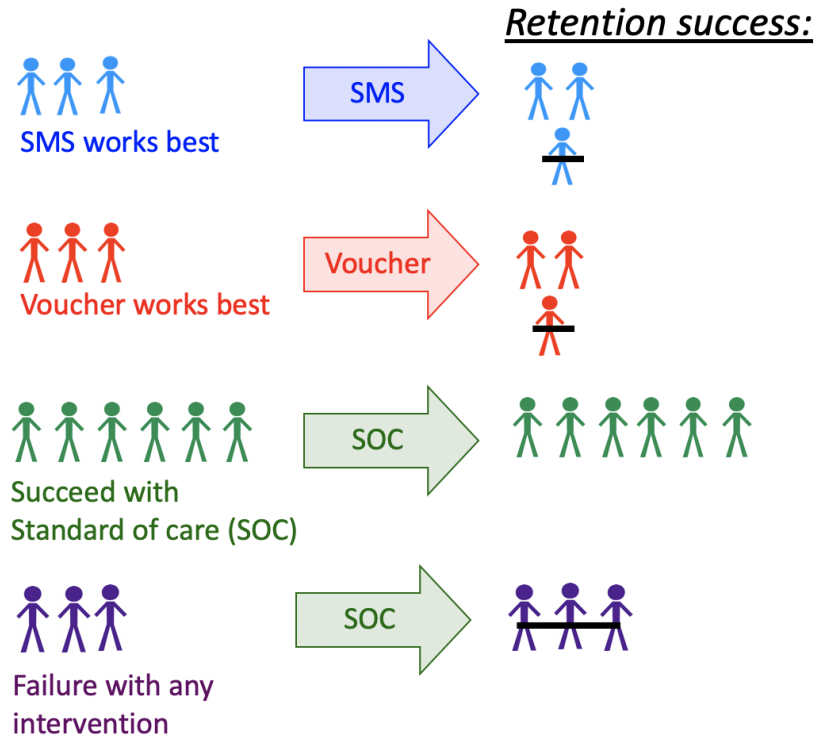 Retention success:
SMS
SMS works best
Voucher
Voucher works best
SOC
Succeed with
Standard of care (SOC)
SOC
Failure with any
intervention